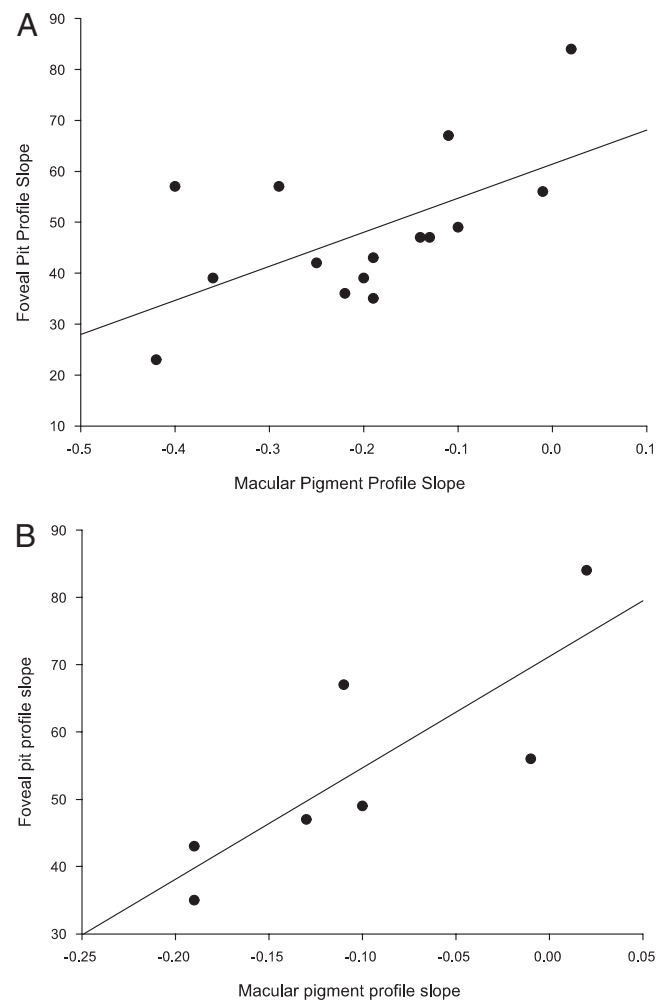 A
90
80
70
60
50
40
30
20
10
Foveal Pit Profile Slope
-0.5 -0.4 -0.3 -0.2 -0.1 0.0 0.1
Macular Pigment Profile Slope
B
90
80
70
60
50
40
30
Foveal pit profile slope
-0.25 -0.20 -0.15 -0.10 -0.05 0.00 0.05
Macular pigment profile slope